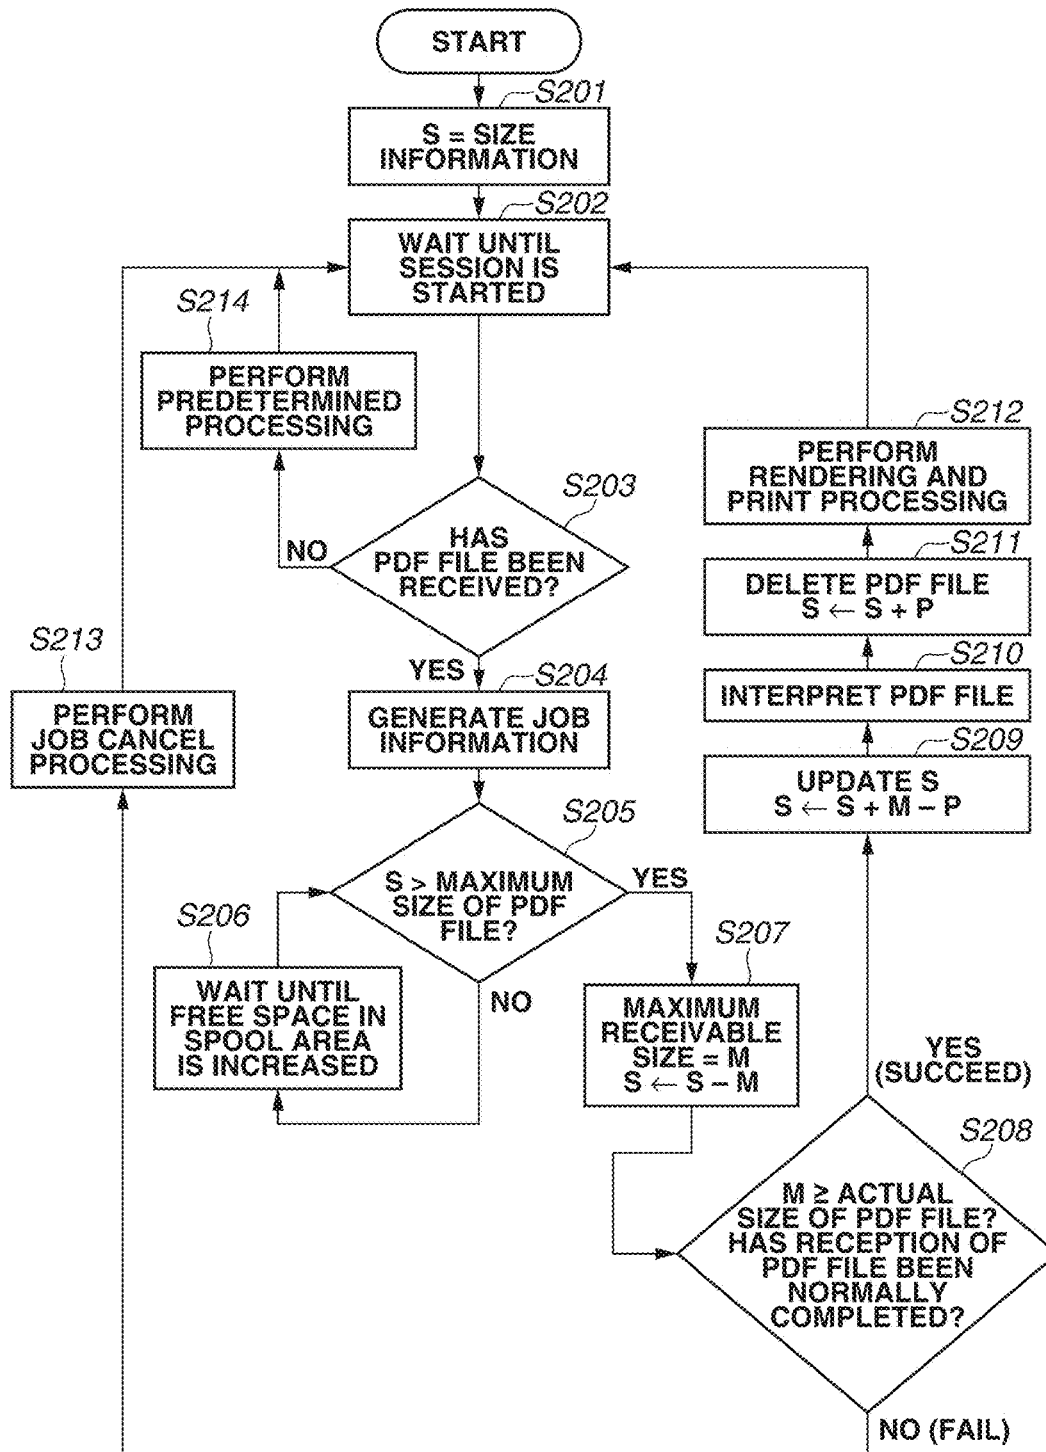 START
S201
S = SIZE
INFORMATION
S202
WAIT UNTIL
SESSION IS
STARTED
S214
PERFORM
PREDETERMINED
PROCESSING
S203
HAS
PDF FILE BEEN
RECEIVED?
NO
YES
S204
GENERATE JOB
INFORMATION
S213
PERFORM
JOB CANCEL
PROCESSING
S205
S > MAXIMUM
SIZE OF PDF
FILE?
YES
NO
S206
WAIT UNTIL
FREE SPACE IN
SPOOL AREA
IS INCREASED
S207
MAXIMUM
RECEIVABLE
SIZE = M
S ← S – M
S208
M ≥ ACTUAL
SIZE OF PDF FILE?
HAS RECEPTION OF
PDF FILE BEEN
NORMALLY
COMPLETED?
YES
(SUCCEED)
NO (FAIL)
S209
UPDATE S
S ← S + M – P
S210
INTERPRET PDF FILE
S211
DELETE PDF FILE
S ← S + P
S212
PERFORM
RENDERING AND
PRINT PROCESSING